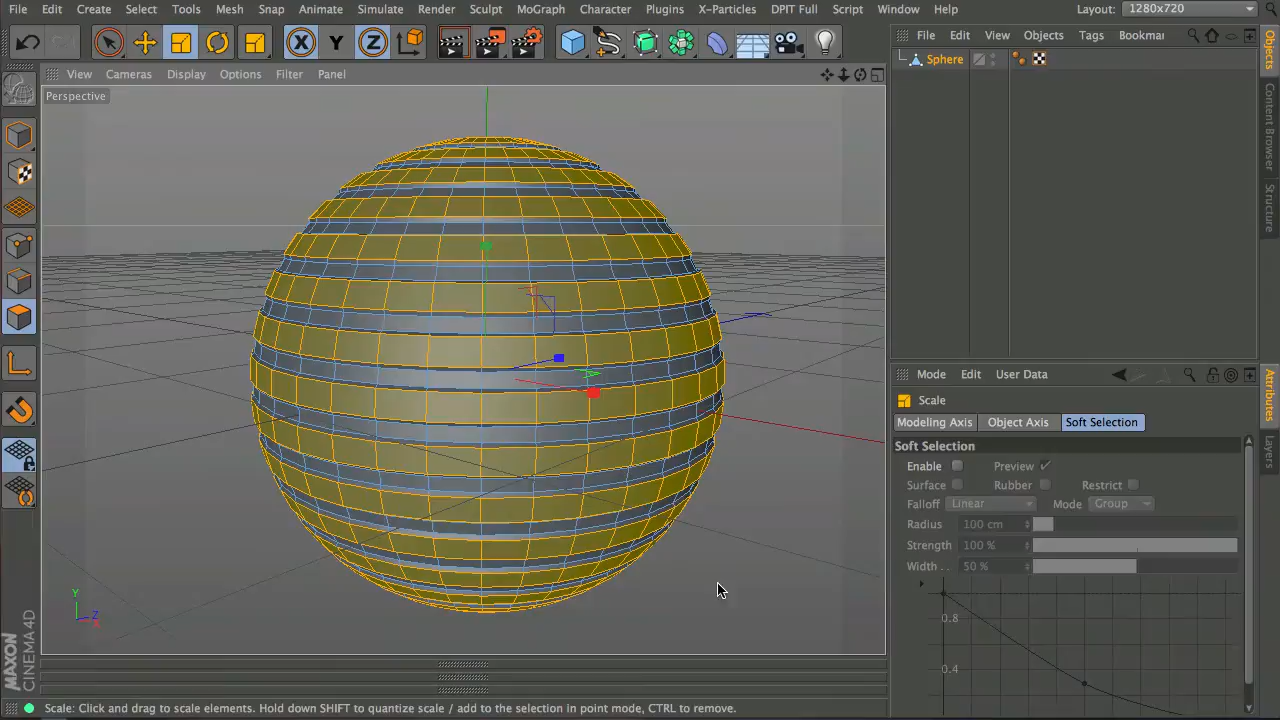 File Edit Create Select Tools Mesh Snap Animate Simulate Render Sculpt MoGraph Character Plugins X-Particles DPIT Full Script Window Help Layout: 1280x720
X Y Z
File Edit View Objects Tags Bookmar
View Cameras Display Options Filter Panel
Perspective
Sphere
Objects
Content Browser
Structure
Mode Edit User Data
Scale
Modeling Axis Object Axis Soft Selection
Soft Selection
Enable Preview
Surface Rubber Restrict
Falloff Linear Mode Group
Radius 100 cm
Strength 100 %
Width . . 50 %
0.8
0.4
Attributes
Layers
Y
Z
X
MAXON
CINEMA 4D
Scale: Click and drag to scale elements. Hold down SHIFT to quantize scale / add to the selection in point mode, CTRL to remove.